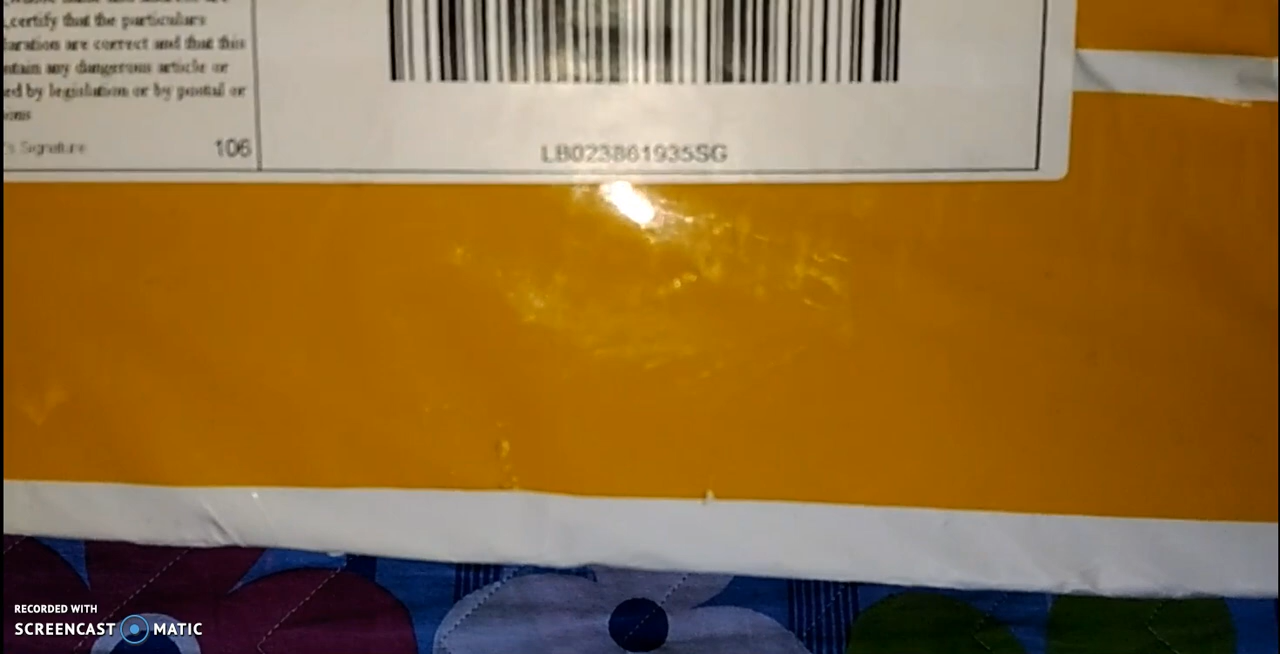 certify that the particulars
laration are correct and that this
ntain any dangerous article or
ed by legislation or by postal or
ions
's Signature
106
LB023861935SG
RECORDED WITH
SCREENCAST MATIC